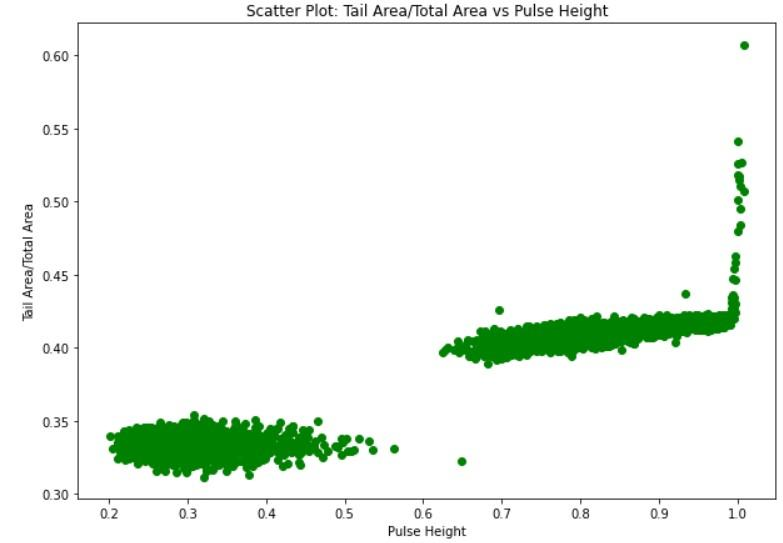 Scatter Plot: Tail Area/Total Area vs Pulse Height
0.60
0.55
0.50
0.45
0.40
0.35
0.30
Tail Area/Total Area
0.2 0.3 0.4 0.5 0.6 0.7 0.8 0.9 1.0
Pulse Height